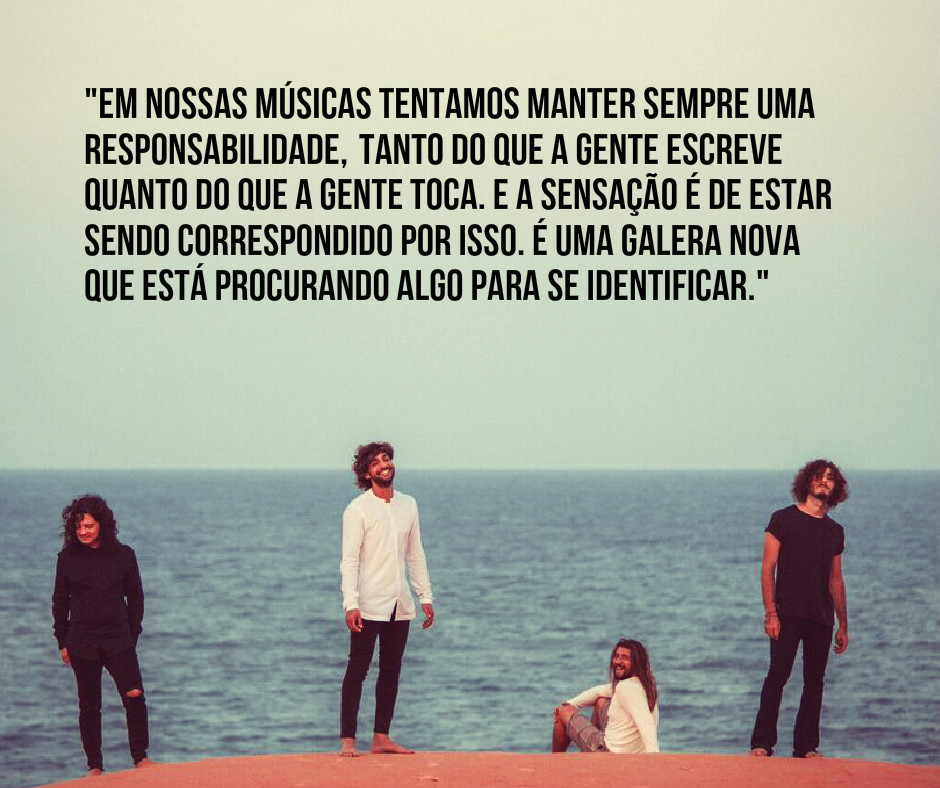 "EM NOSSAS MÚSICAS TENTAMOS MANTER SEMPRE UMA
RESPONSABILIDADE, TANTO DO QUE A GENTE ESCREVE
QUANTO DO QUE A GENTE TOCA. E A SENSAÇÃO É DE ESTAR
SENDO CORRESPONDIDO POR ISSO. É UMA GALERA NOVA
QUE ESTÁ PROCURANDO ALGO PARA SE IDENTIFICAR."